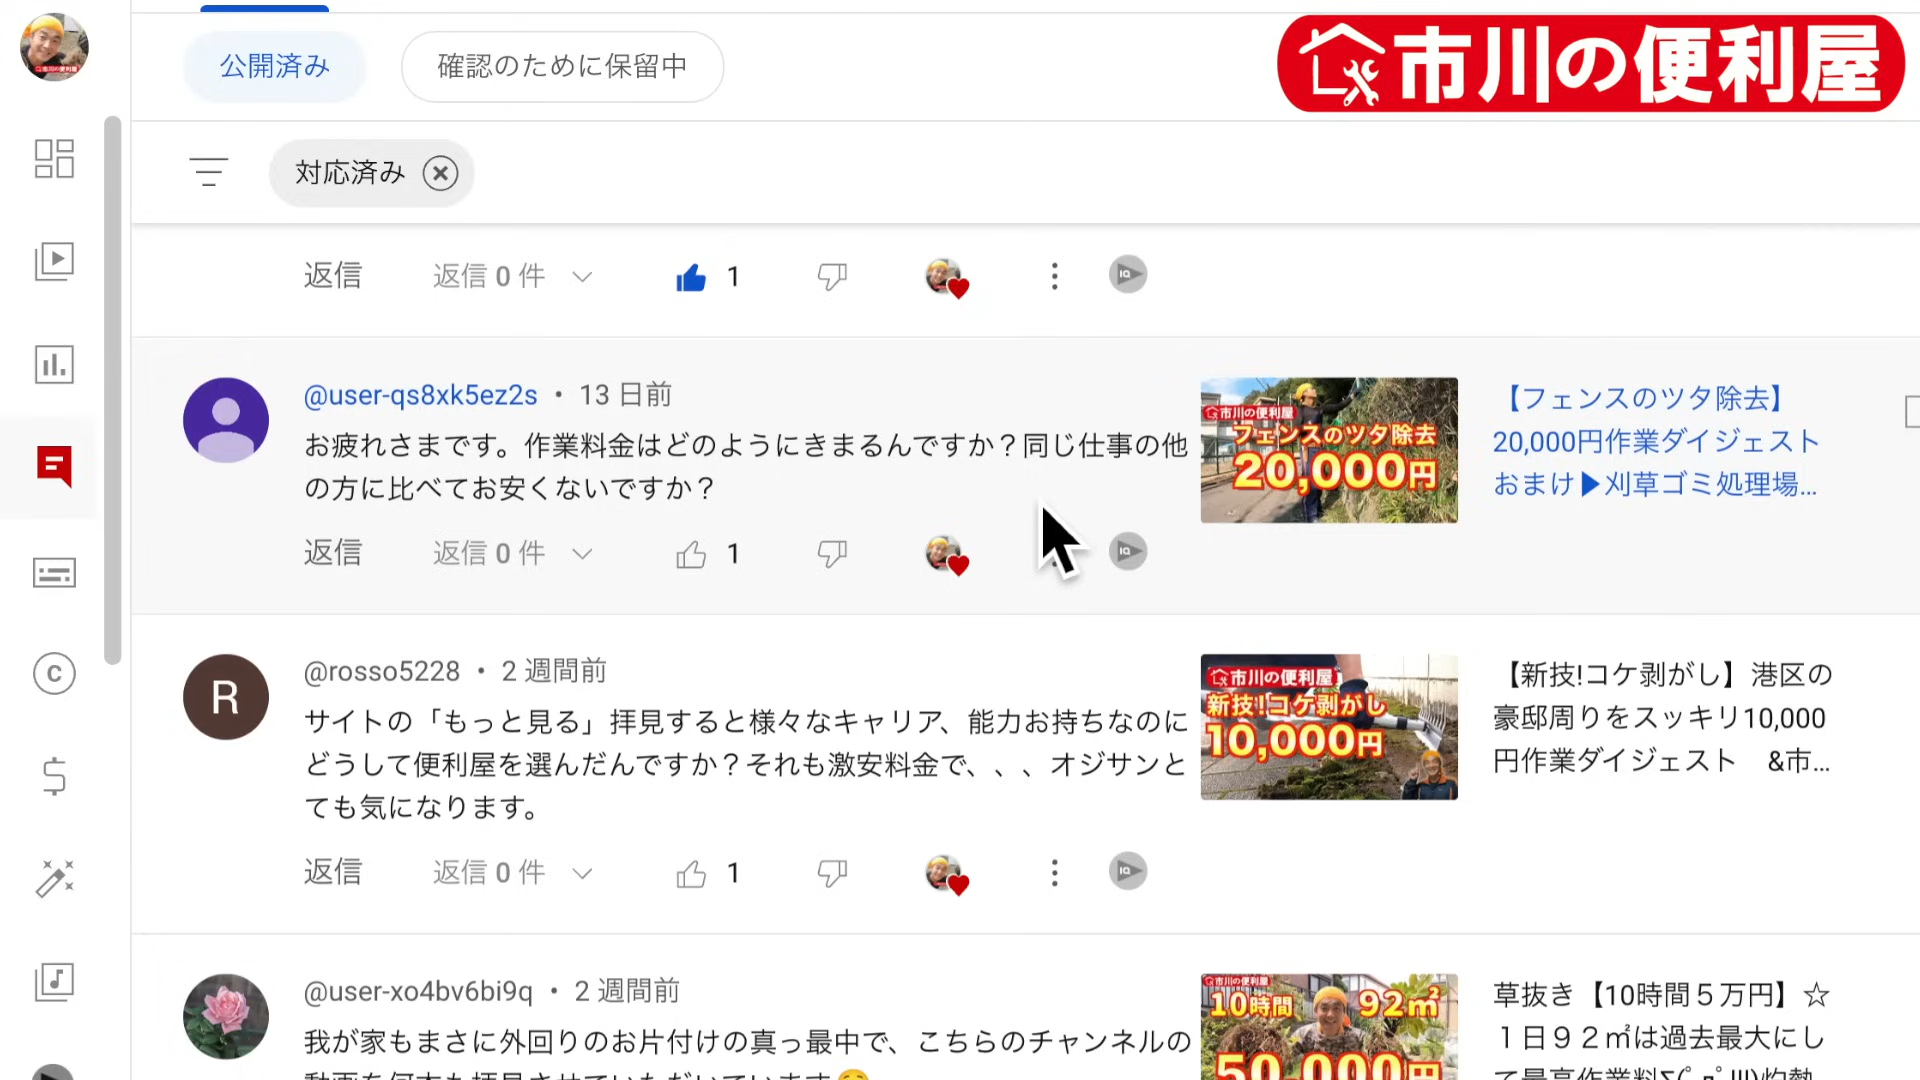 公開済み
確認のために保留中
市川の便利屋
対応済み
返信
返信 0 件
1
@user-qs8xk5ez2s • 13 日前
お疲れさまです。作業料金はどのようにきまるんですか？同じ仕事の他
の方に比べてお安くないですか？
返信
返信 0 件
1
市川の便利屋
フェンスのツタ除去
20,000円
【フェンスのツタ除去】
20,000円作業ダイジェスト
おまけ▶刈草ゴミ処理場...
@rosso5228 • 2 週間前
R
サイトの「もっと見る」拝見すると様々なキャリア、能力お持ちなのに
どうして便利屋を選んだんですか？それも激安料金で、、、オジサンと
ても気になります。
返信
返信 0 件
1
市川の便利屋
新技!コケ剥がし
10,000円
【新技!コケ剥がし】港区の
豪邸周りをスッキリ10,000
円作業ダイジェスト　&市...
@user-xo4bv6bi9q • 2 週間前
我が家もまさに外回りのお片付けの真っ最中で、こちらのチャンネルの
市川の便利屋
10時間 92㎡
50,000円
草抜き【10時間５万円】☆
１日９２㎡は過去最大にし